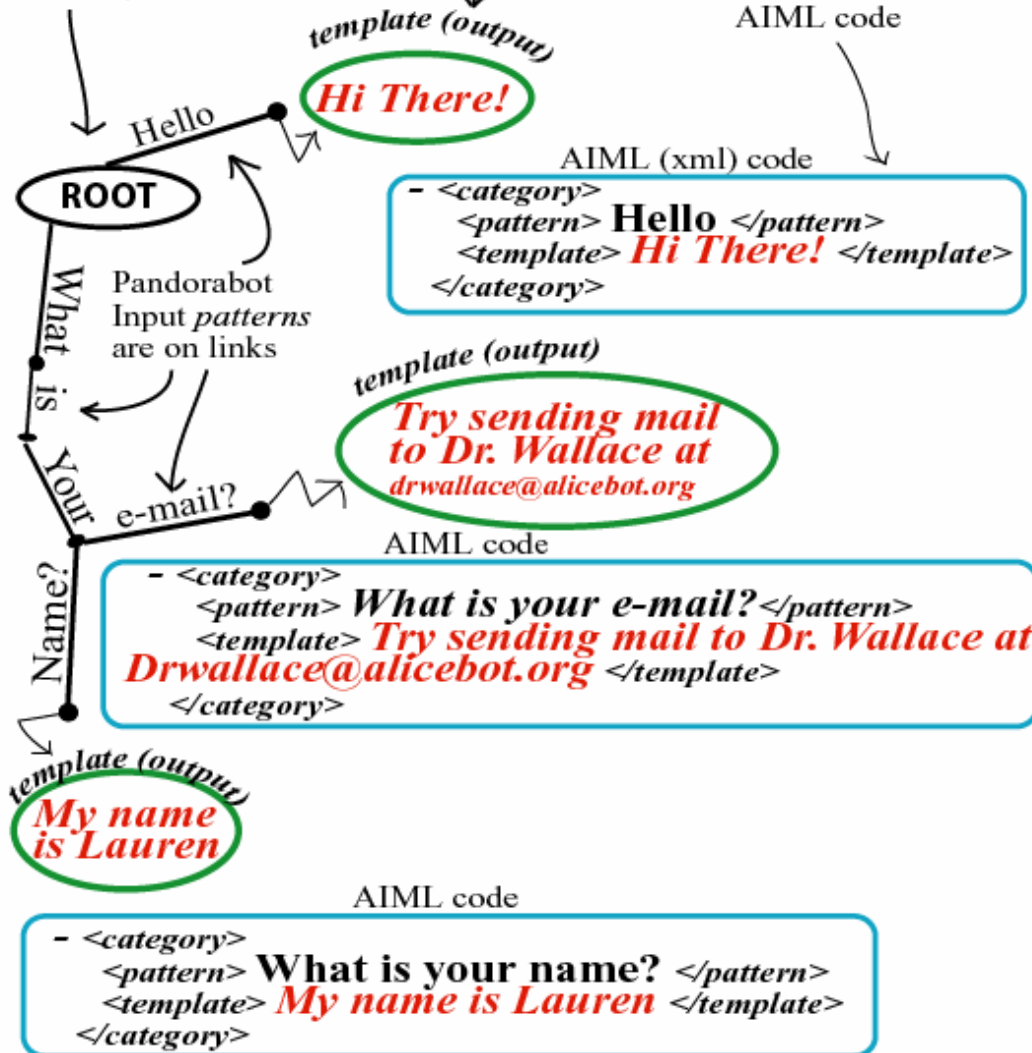 template (output)
AIML code
Hi There!
Hello
AIML (xml) code
ROOT
- <category>
<pattern> Hello </pattern>
<template> Hi There! </template>
</category>
What
is
Your
Pandorabot
Input patterns
are on links
template (output)
Try sending mail
to Dr. Wallace at
drwallace@alicebot.org
e-mail?
Name?
AIML code
- <category>
<pattern> What is your e-mail?</pattern>
<template> Try sending mail to Dr. Wallace at
Drwallace@alicebot.org </template>
</category>
template (output)
My name
is Lauren
AIML code
- <category>
<pattern> What is your name? </pattern>
<template> My name is Lauren </template>
</category>